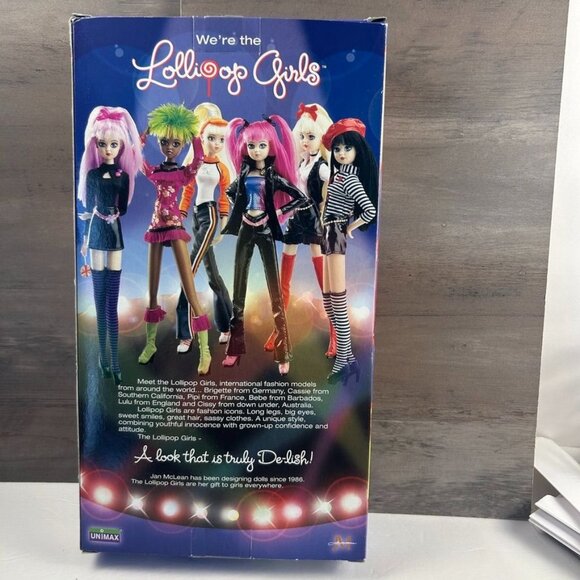 We're the
Lollipop Girls™
Meet the Lollipop Girls, international fashion models
from around the world... Brigette from Germany, Cassie from
Southern California, Pipi from France, Bebe from Barbados,
Lulu from England and Cissy from down under, Australia.
Lollipop Girls are fashion icons. Long legs, big eyes,
sweet smiles, great hair, sassy clothes. A unique style,
combining youthful innocence with grown-up confidence and
attitude.
The Lollipop Girls -
A look that is truly De-lish!
Jan McLean has been designing dolls since 1986.
The Lollipop Girls are her gift to girls everywhere.
UNIMAX